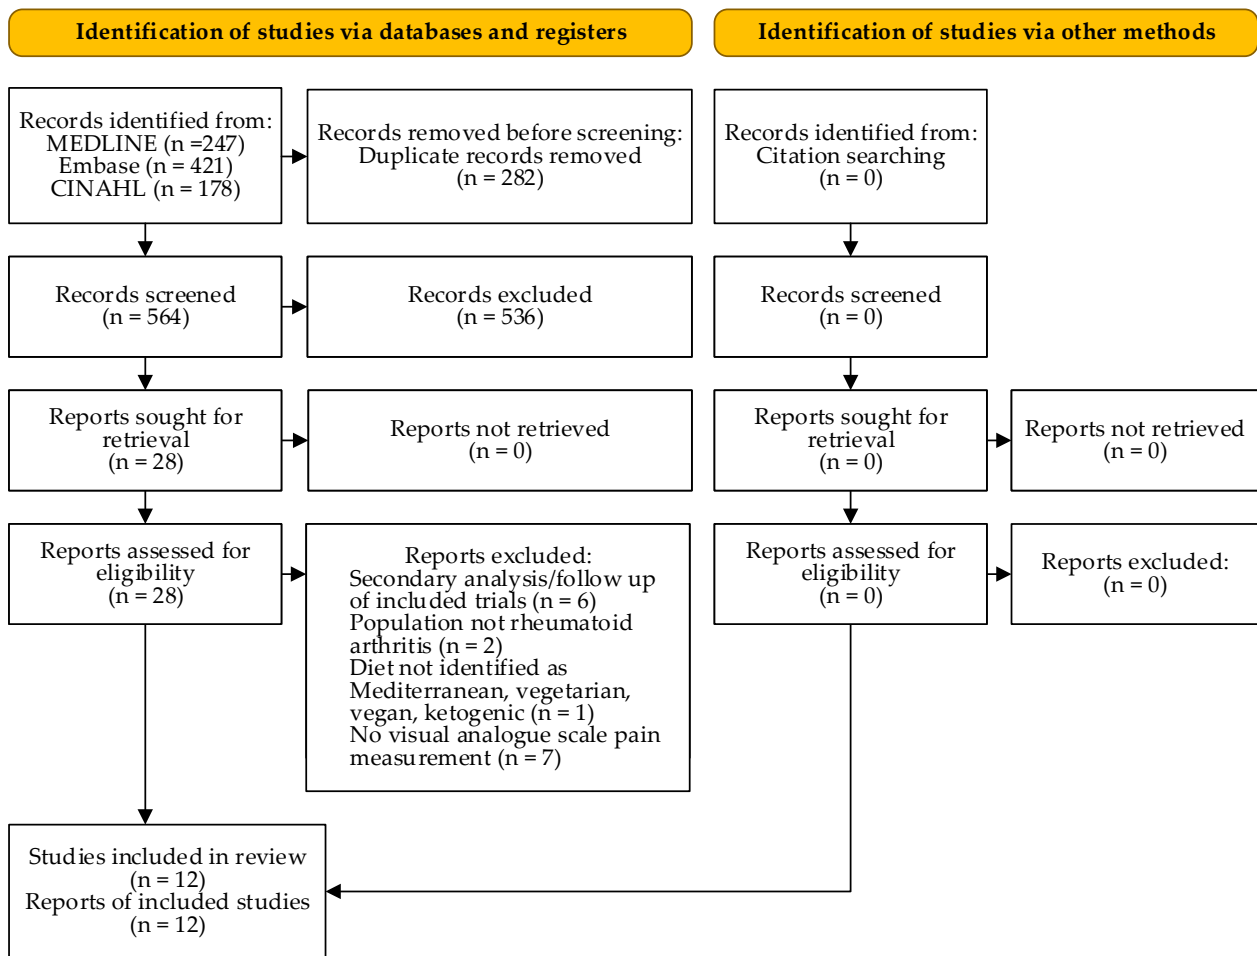 Identification of studies via databases and registers
Identification of studies via other methods
Records identified from:
MEDLINE (n =247)
Embase (n = 421)
CINAHL (n = 178)
Records removed before screening:
Duplicate records removed
(n = 282)
Records identified from:
Citation searching
(n = 0)
Records screened
(n = 564)
Records excluded
(n = 536)
Records screened
(n = 0)
Reports sought for
retrieval
(n = 28)
Reports not retrieved
(n = 0)
Reports sought for
retrieval
(n = 0)
Reports not retrieved
(n = 0)
Reports assessed for
eligibility
(n = 28)
Reports excluded:
Secondary analysis/follow up
of included trials (n = 6)
Population not rheumatoid
arthritis (n = 2)
Diet not identified as
Mediterranean, vegetarian,
vegan, ketogenic (n = 1)
No visual analogue scale pain
measurement (n = 7)
Reports assessed for
eligibility
(n = 0)
Reports excluded:
(n = 0)
Studies included in review
(n = 12)
Reports of included studies
(n = 12)